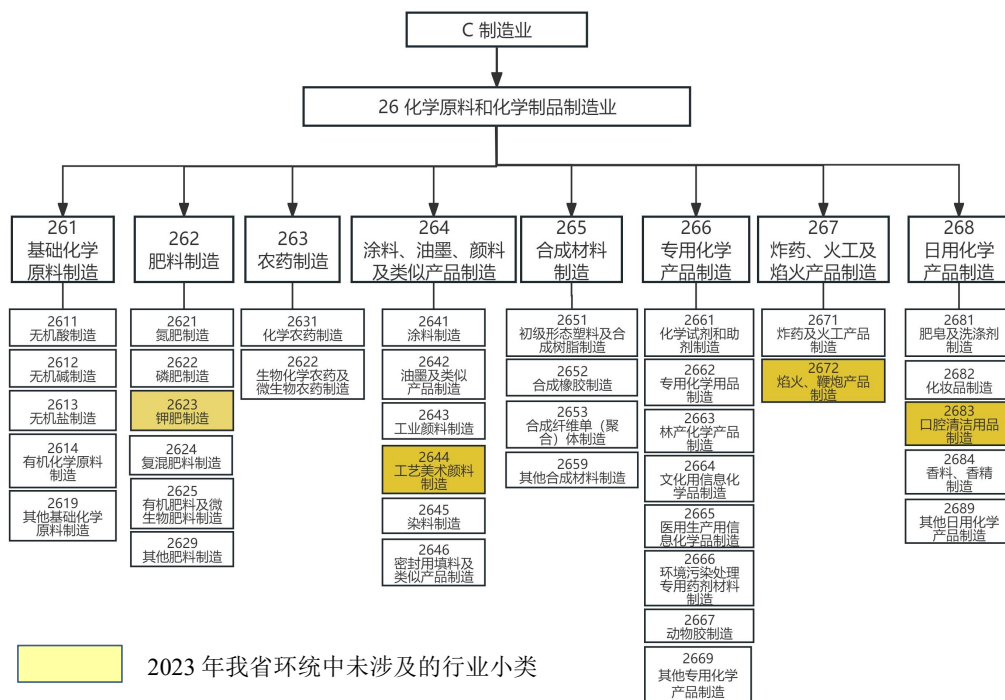 C 制造业
26 化学原料和化学制品制造业
261
基础化学
原料制造
262
肥料制造
263
农药制造
264
涂料、油墨、颜料
及类似产品制造
265
合成材料
制造
266
专用化学
产品制造
267
炸药、火工及
焰火产品制造
268
日用化学
产品制造
2611
无机酸制造
2612
无机碱制造
2613
无机盐制造
2614
有机化学原料
制造
2619
其他基础化学
原料制造
2621
氮肥制造
2622
磷肥制造
2623
钾肥制造
2624
复混肥料制造
2625
有机肥料及微
生物肥料制造
2629
其他肥料制造
2631
化学农药制造
2622
生物化学农药及
微生物农药制造
2641
涂料制造
2642
油墨及类似
产品制造
2643
工业颜料制造
2644
工艺美术颜料
制造
2645
染料制造
2646
密封用填料及
类似产品制造
2651
初级形态塑料及合
成树脂制造
2652
合成橡胶制造
2653
合成纤维单（聚
合）体制造
2659
其他合成材料制造
2661
化学试剂和助
剂制造
2662
专用化学用品
制造
2663
林产化学产品
制造
2664
文化用信息化
学品制造
2665
医用生产用信
息化学品制造
2666
环境污染处理
专用药剂材料
制造
2667
动物胶制造
2669
其他专用化学
产品制造
2671
炸药及火工产品
制造
2672
焰火、鞭炮产品
制造
2681
肥皂及洗涤剂
制造
2682
化妆品制造
2683
口腔清洁用品
制造
2684
香料、香精
制造
2689
其他日用化学
产品制造
2023 年我省环统中未涉及的行业小类